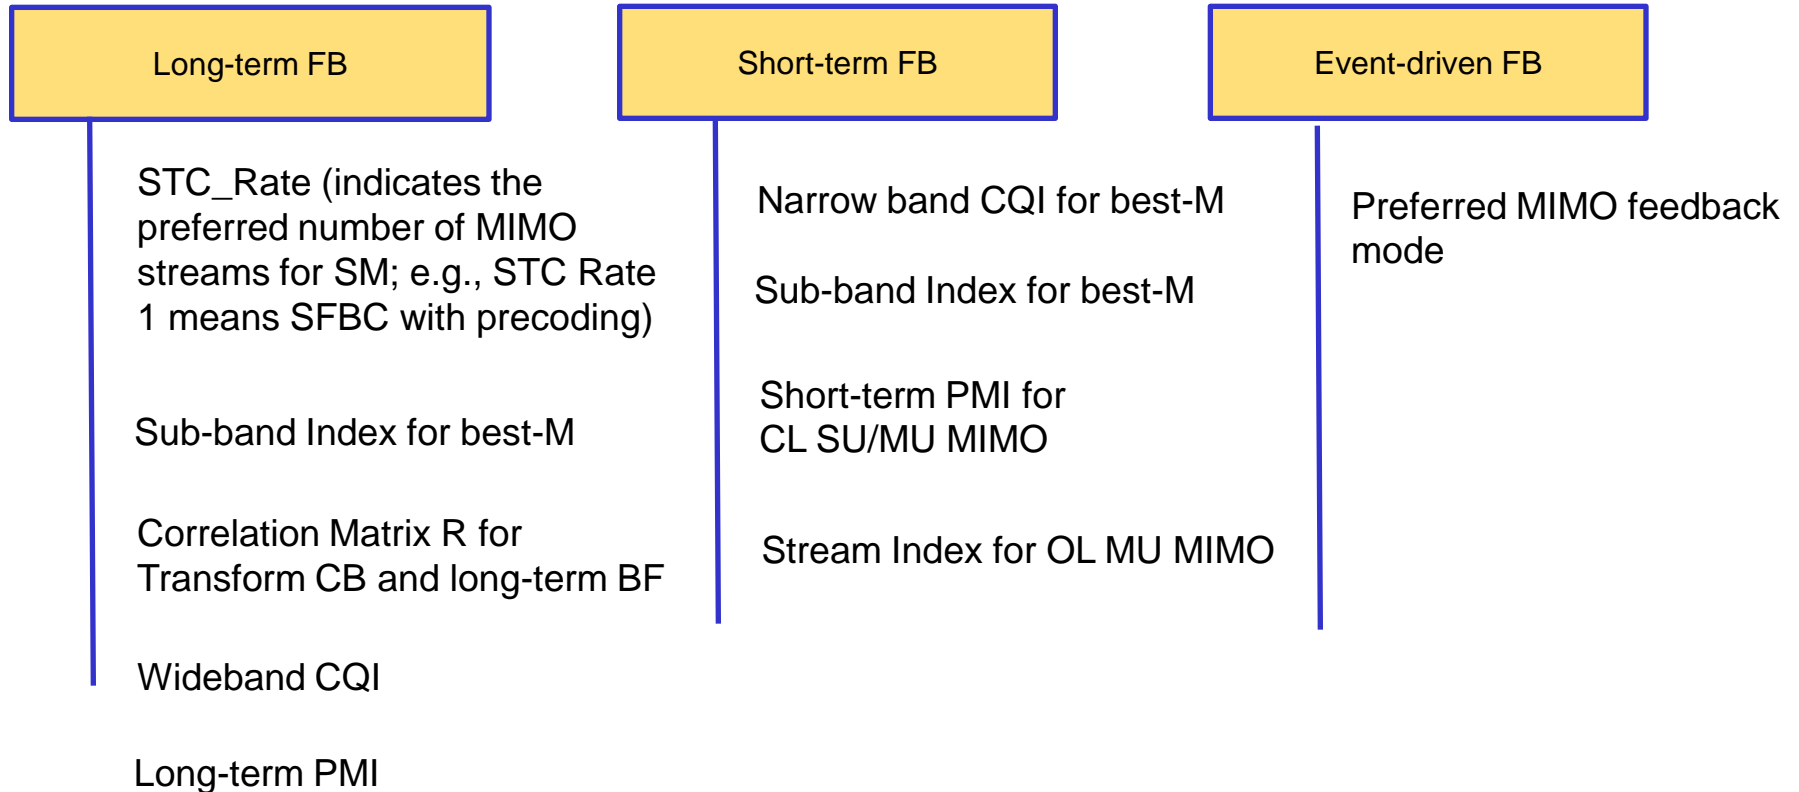 Long-term FB
STC_Rate (indicates the
preferred number of MIMO
streams for SM; e.g., STC Rate
1 means SFBC with precoding)
Sub-band Index for best-M
Correlation Matrix R for
Transform CB and long-term BF
Wideband CQI
Long-term PMI
Short-term FB
Narrow band CQI for best-M
Sub-band Index for best-M
Short-term PMI for
CL SU/MU MIMO
Stream Index for OL MU MIMO
Event-driven FB
Preferred MIMO feedback
mode